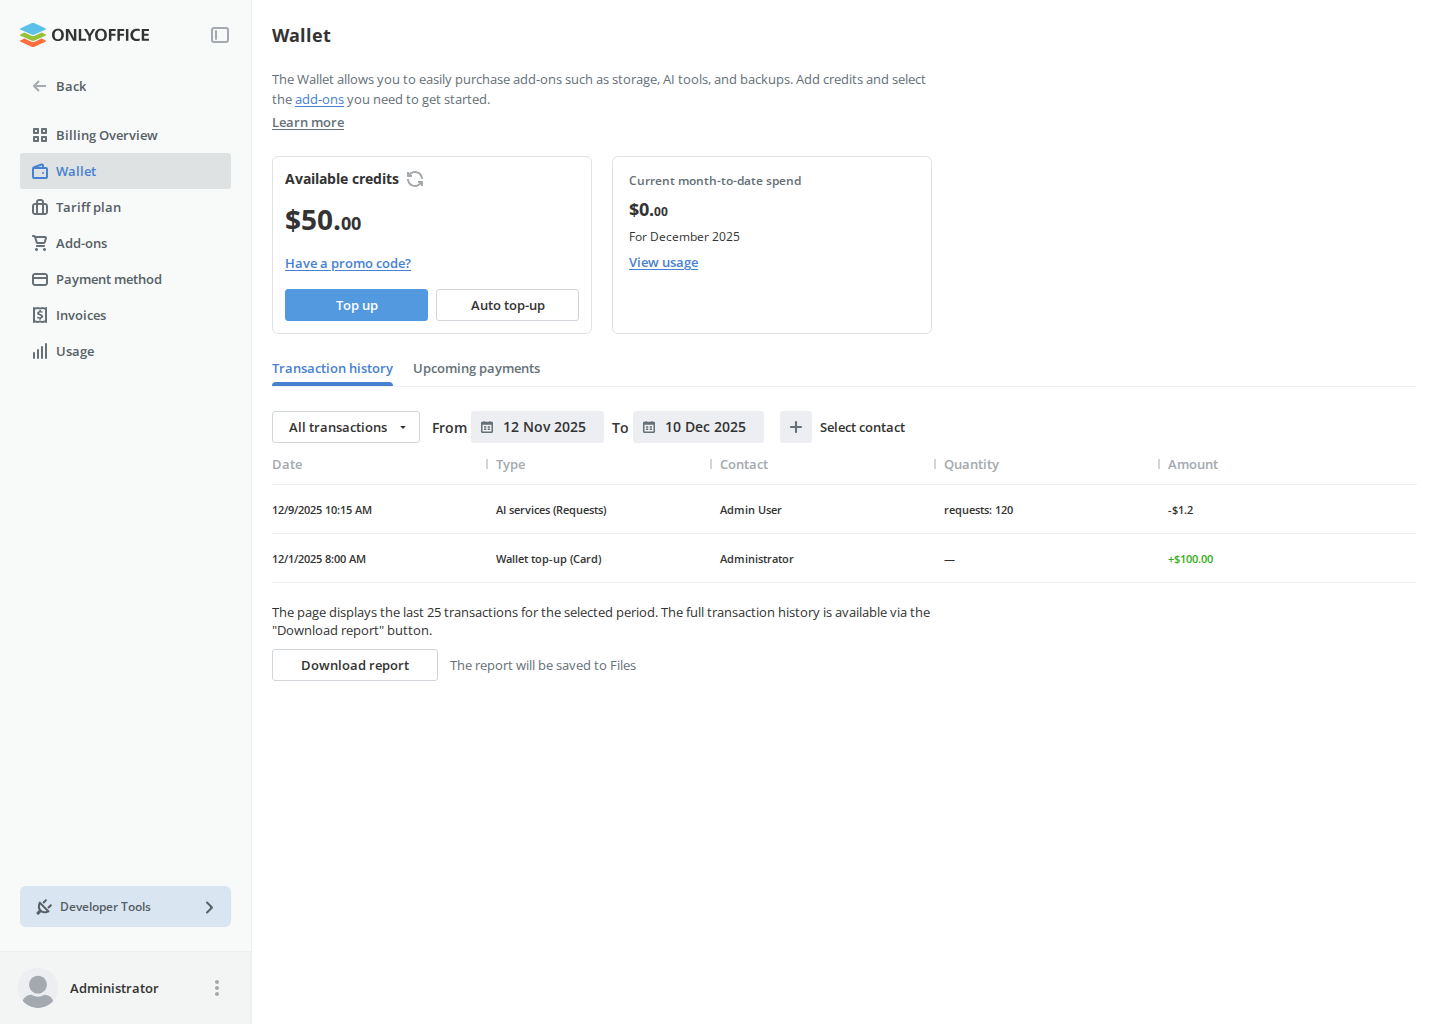 ONLYOFFICE
Back
Billing Overview
Wallet
Tariff plan
Add-ons
Payment method
Invoices
Usage
Developer Tools
Administrator
Wallet
The Wallet allows you to easily purchase add-ons such as storage, AI tools, and backups. Add credits and select
the add-ons you need to get started.
Learn more
Available credits
$50.00
Have a promo code?
Top up Auto top-up
Current month-to-date spend
$0.00
For December 2025
View usage
Transaction history Upcoming payments
All transactions From 12 Nov 2025 To 10 Dec 2025 Select contact
Date Type Contact Quantity Amount
12/9/2025 10:15 AM AI services (Requests) Admin User requests: 120 -$1.2
12/1/2025 8:00 AM Wallet top-up (Card) Administrator — +$100.00
The page displays the last 25 transactions for the selected period. The full transaction history is available via the
"Download report" button.
Download report The report will be saved to Files